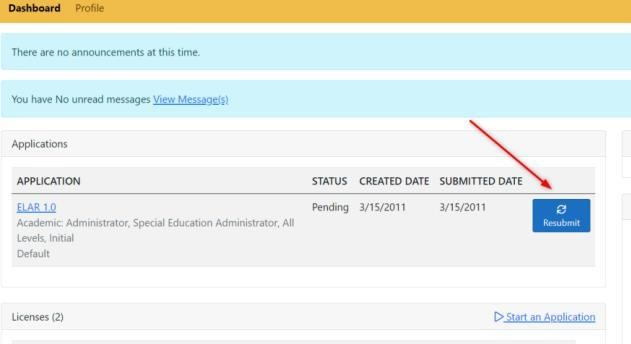 Dashboard Profile
There are no announcements at this time.
You have No unread messages View Message(s)
Applications
APPLICATION STATUS CREATED DATE SUBMITTED DATE
ELAR 1.0 Pending 3/15/2011 3/15/2011
Academic: Administrator, Special Education Administrator, All
Levels, Initial
Default
Resubmit
Licenses (2) Start an Application